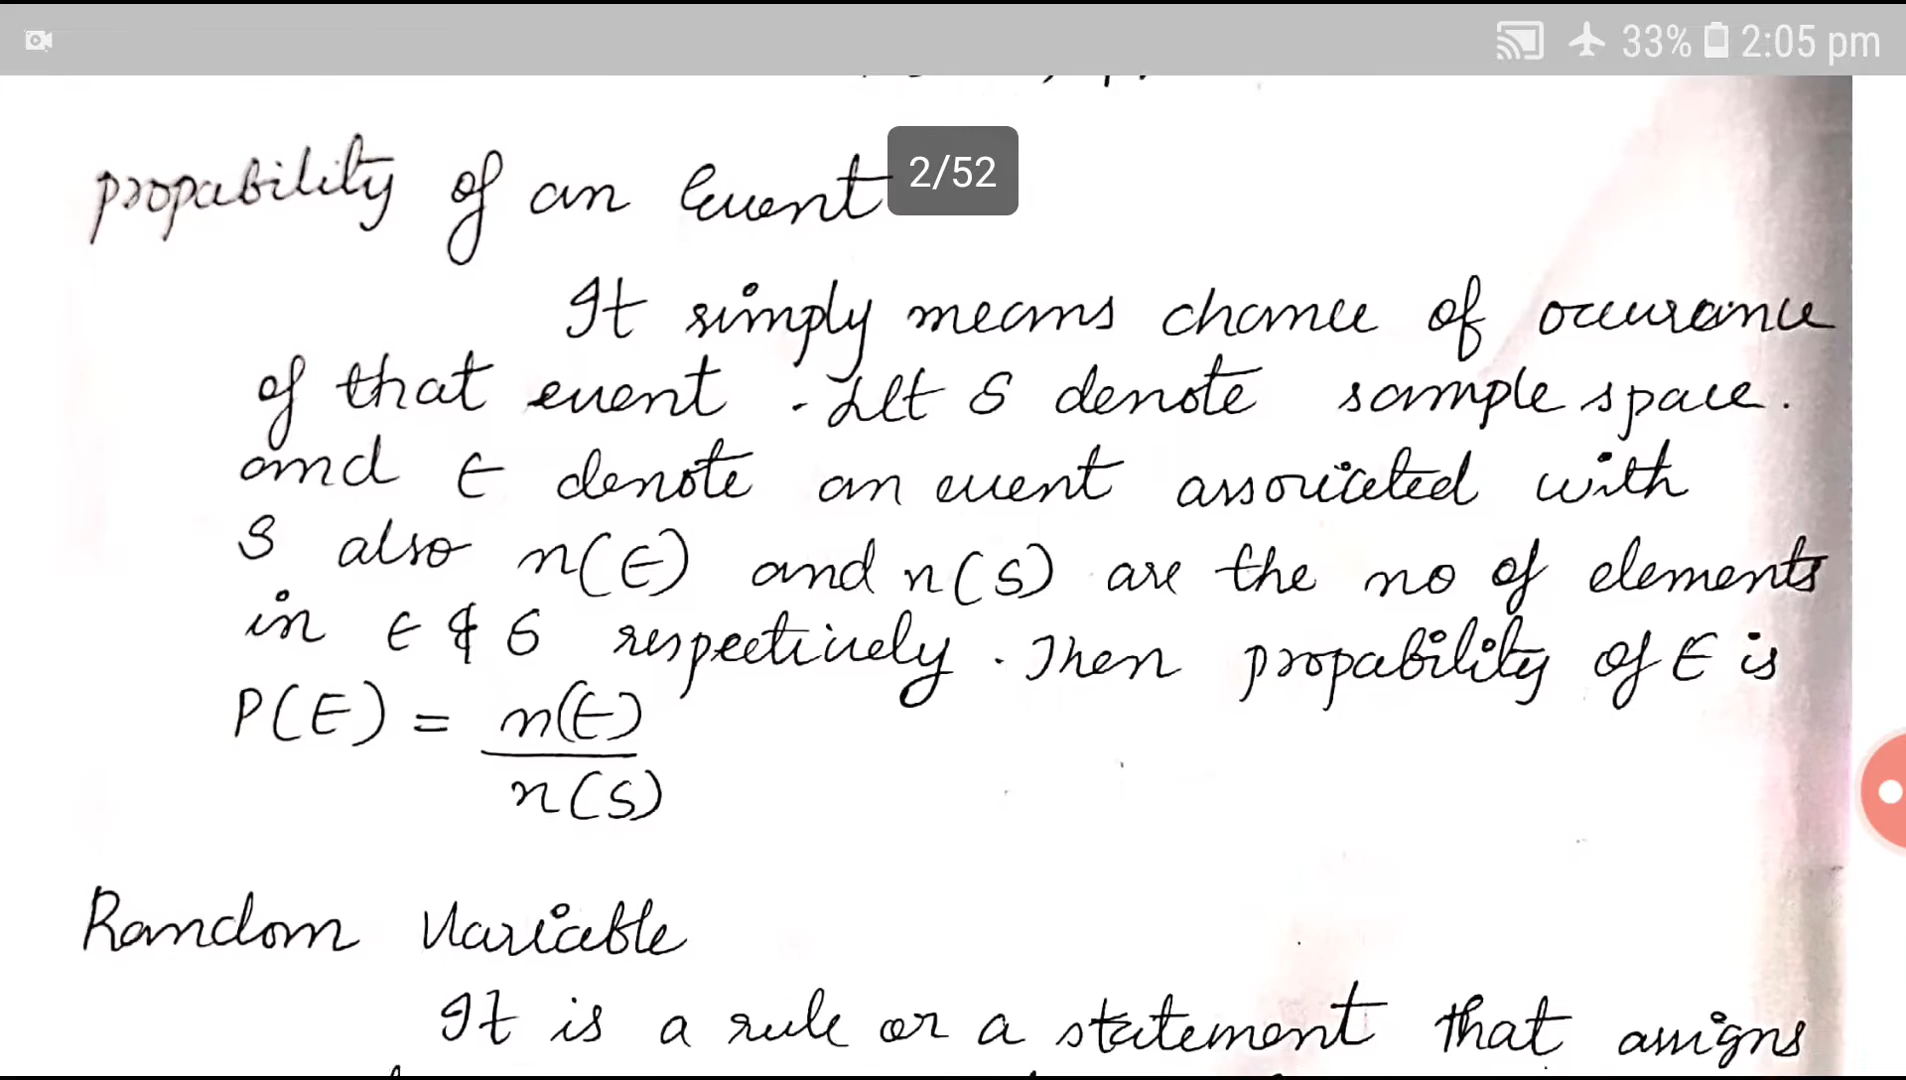 33% 2:05 pm
propability of an Event
2/52
It simply means chance of occurance
of that event . Let S denote sample space.
and E denote an event associated with
S also n(E) and n(S) are the no of elements
in E & S respectively . Then propability of E is
P(E) = n(E)
n(S)
Random Variable
It is a rule or a statement that assigns